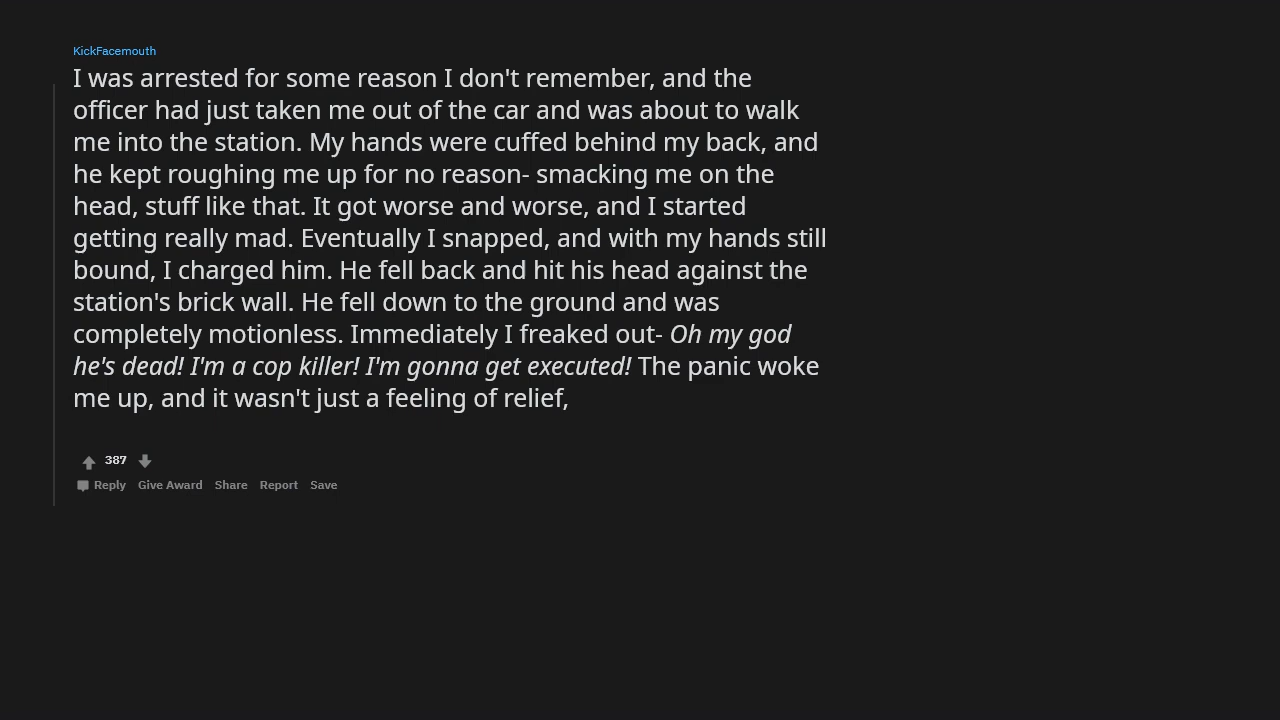 KickFacemouth
I was arrested for some reason I don't remember, and the
officer had just taken me out of the car and was about to walk
me into the station. My hands were cuffed behind my back, and
he kept roughing me up for no reason- smacking me on the
head, stuff like that. It got worse and worse, and I started
getting really mad. Eventually I snapped, and with my hands still
bound, I charged him. He fell back and hit his head against the
station's brick wall. He fell down to the ground and was
completely motionless. Immediately I freaked out- Oh my god
he's dead! I'm a cop killer! I'm gonna get executed! The panic woke
me up, and it wasn't just a feeling of relief,
387
Reply Give Award Share Report Save